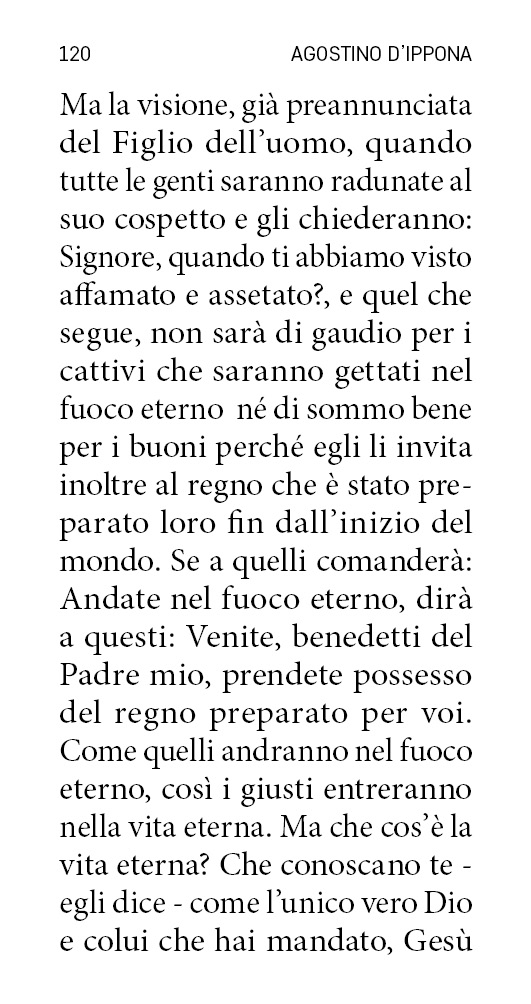 120 AGOSTINO D'IPPONA
Ma la visione, già preannunciata
del Figlio dell'uomo, quando
tutte le genti saranno radunate al
suo cospetto e gli chiederanno:
Signore, quando ti abbiamo visto
affamato e assetato?, e quel che
segue, non sarà di gaudio per i
cattivi che saranno gettati nel
fuoco eterno né di sommo bene
per i buoni perché egli li invita
inoltre al regno che è stato pre-
parato loro fin dall'inizio del
mondo. Se a quelli comanderà:
Andate nel fuoco eterno, dirà
a questi: Venite, benedetti del
Padre mio, prendete possesso
del regno preparato per voi.
Come quelli andranno nel fuoco
eterno, così i giusti entreranno
nella vita eterna. Ma che cos'è la
vita eterna? Che conoscano te -
egli dice - come l'unico vero Dio
e colui che hai mandato, Gesù